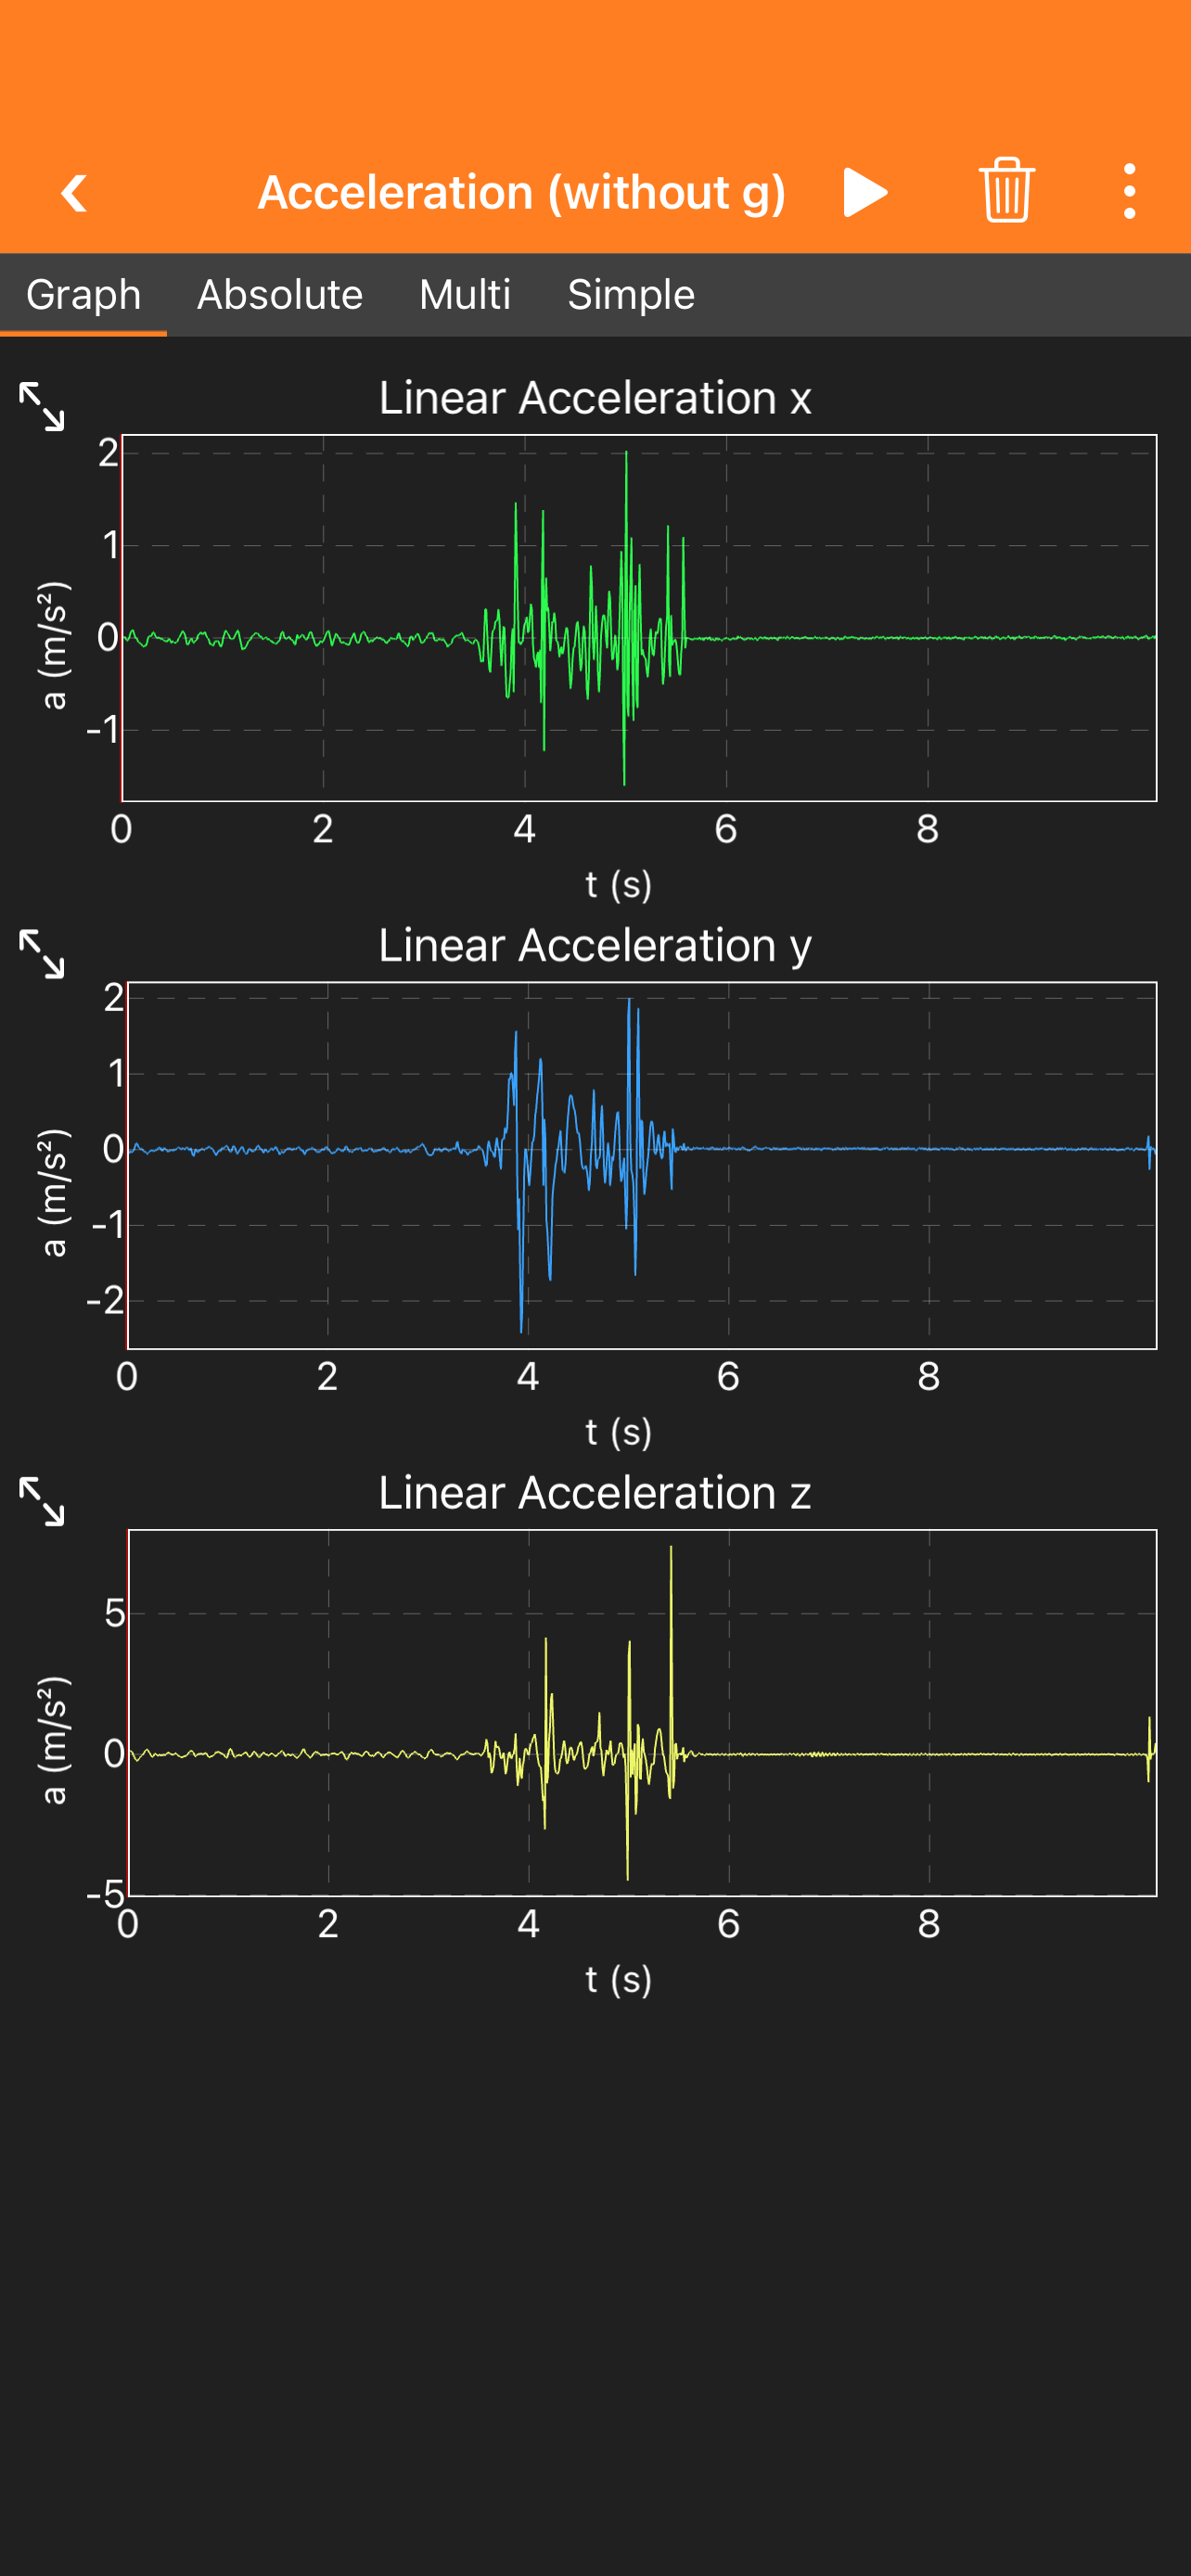 Acceleration (without g)
Graph Absolute Multi Simple
Linear Acceleration x
2
1
0
-1
a (m/s²)
0 2 4 6 8
t (s)
Linear Acceleration y
2
1
0
-1
-2
a (m/s²)
0 2 4 6 8
t (s)
Linear Acceleration z
5
0
-5
a (m/s²)
0 2 4 6 8
t (s)